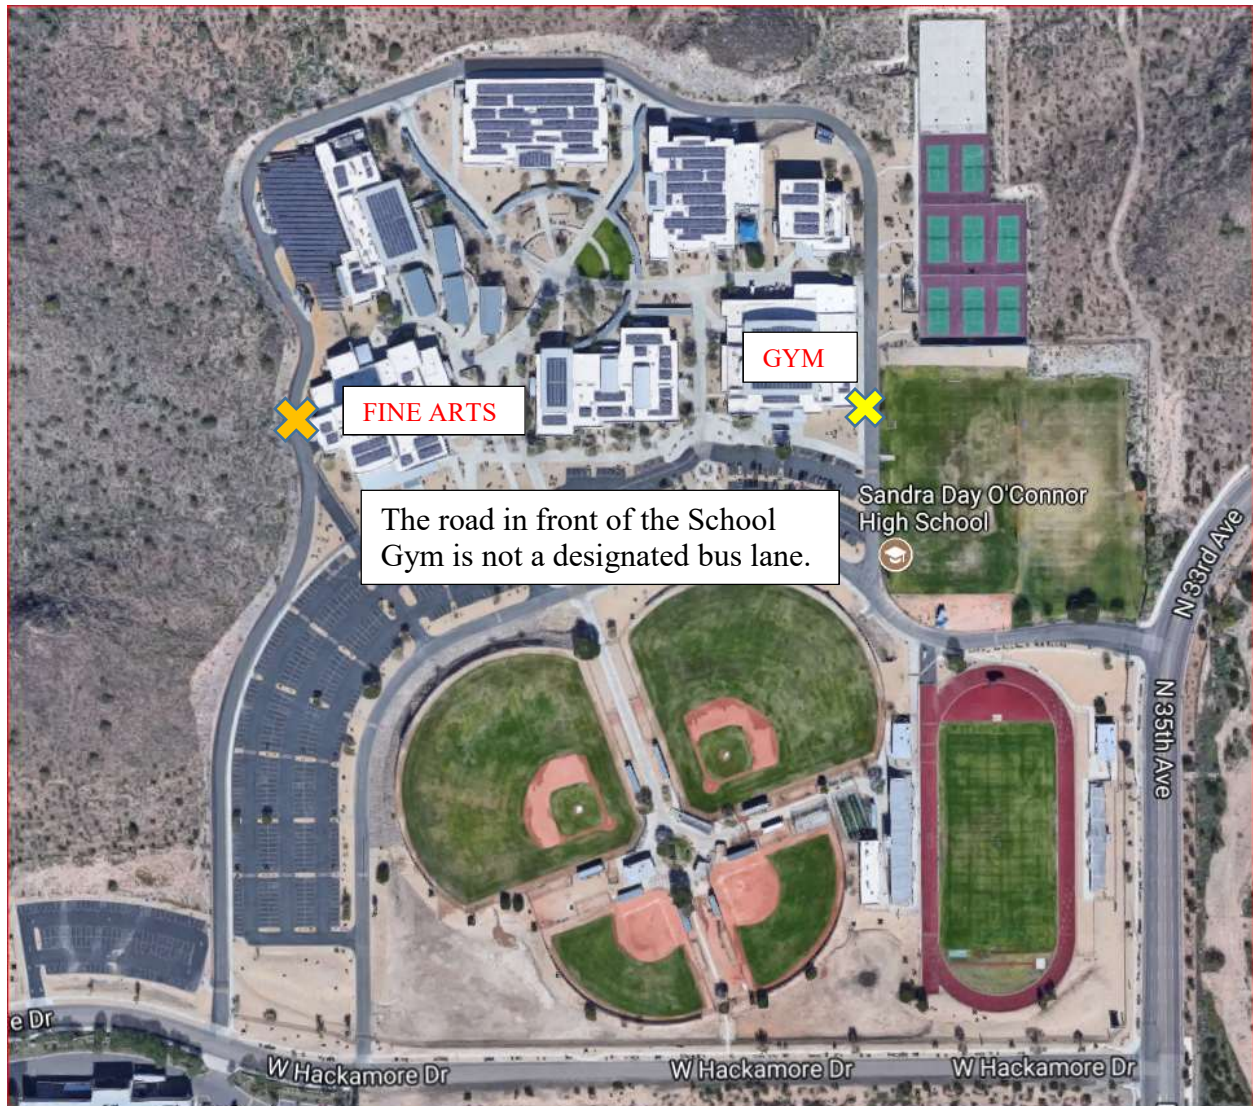 GYM
FINE ARTS
Sandra Day O'Connor
High School
The road in front of the School
Gym is not a designated bus lane.
N 33rd Ave
N 35th Ave
e Dr
W Hackamore Dr
W Hackamore Dr
W Hackamore Dr